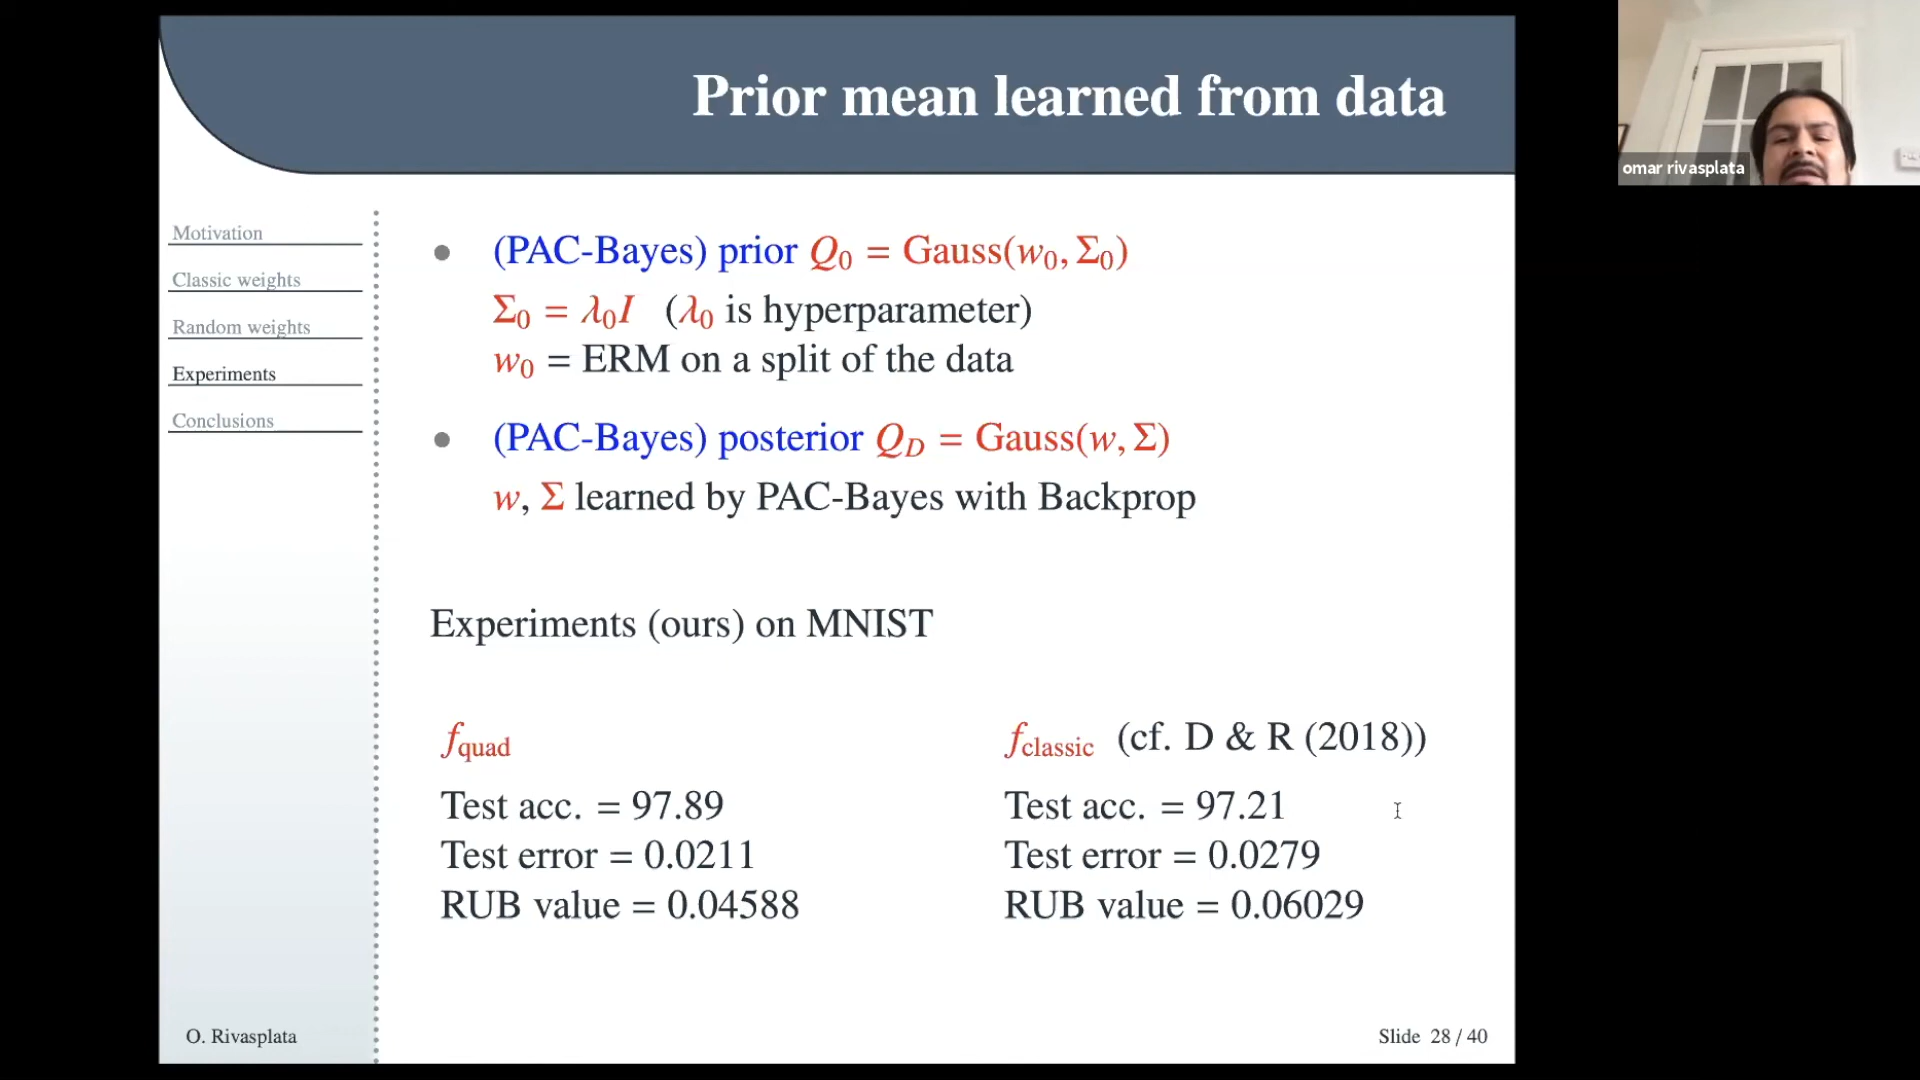 Prior mean learned from data
omar rivasplata
Motivation
Classic weights
Random weights
Experiments
Conclusions
• (PAC-Bayes) prior Q₀ = Gauss(w₀, Σ₀)
Σ₀ = λ₀I (λ₀ is hyperparameter)
w₀ = ERM on a split of the data
• (PAC-Bayes) posterior Q_D = Gauss(w, Σ)
w, Σ learned by PAC-Bayes with Backprop
Experiments (ours) on MNIST
f_quad
Test acc. = 97.89
Test error = 0.0211
RUB value = 0.04588
f_classic (cf. D & R (2018))
Test acc. = 97.21
Test error = 0.0279
RUB value = 0.06029
O. Rivasplata
Slide 28 / 40